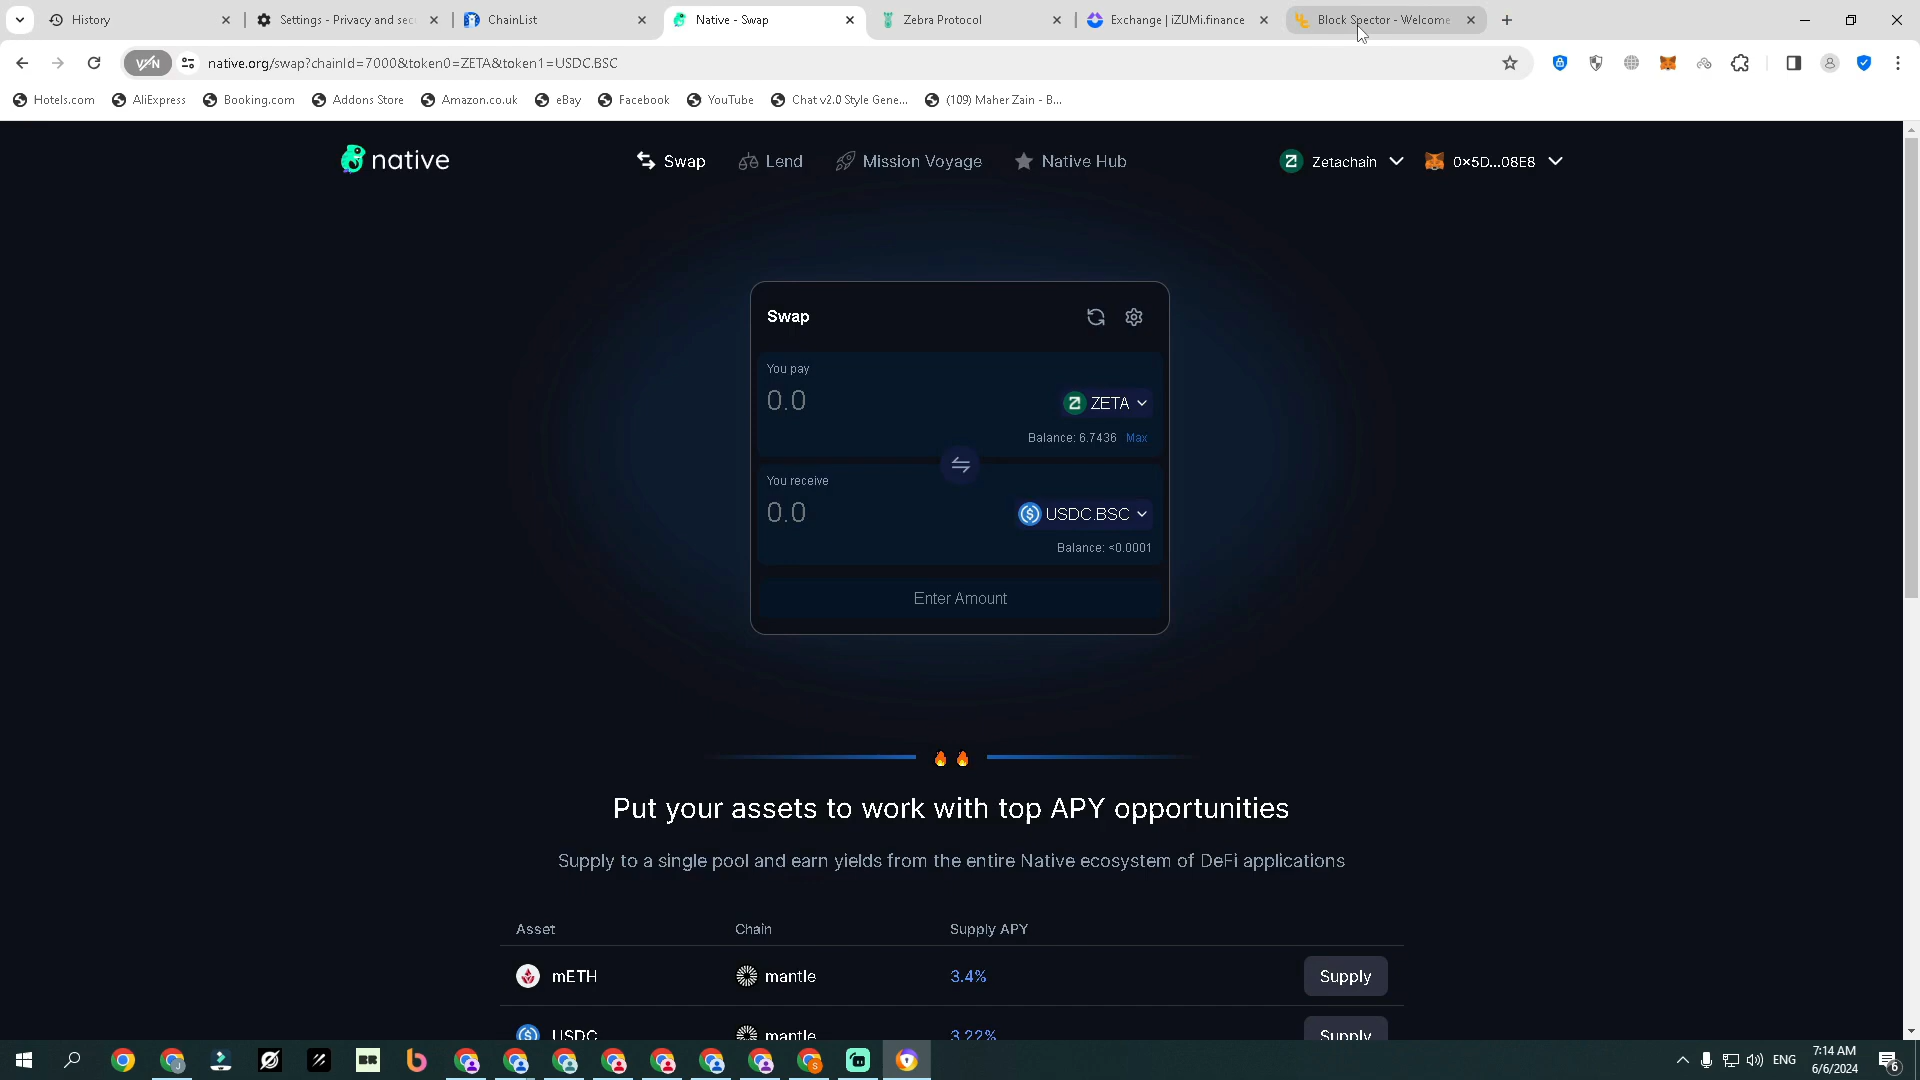 History
Settings - Privacy and sec
ChainList
Native - Swap
Zebra Protocol
Exchange | iZUMi.finance
Block Spector - Welcome
VPN
native.org/swap?chainId=7000&token0=ZETA&token1=USDC.BSC
Hotels.com
AliExpress
Booking.com
Addons Store
Amazon.co.uk
eBay
Facebook
YouTube
Chat v2.0 Style Gene...
(109) Maher Zain - B...
native
Swap
Lend
Mission Voyage
Native Hub
Zetachain
0x5D...08E8
Swap
You pay
0.0
ZETA
Balance: 6.7436 Max
You receive
0.0
USDC.BSC
Balance: <0.0001
Enter Amount
Put your assets to work with top APY opportunities
Supply to a single pool and earn yields from the entire Native ecosystem of DeFi applications
Asset Chain Supply APY
mETH mantle 3.4% Supply
USDC mantle 3.22% Supply
ENG
7:14 AM
6/6/2024
6